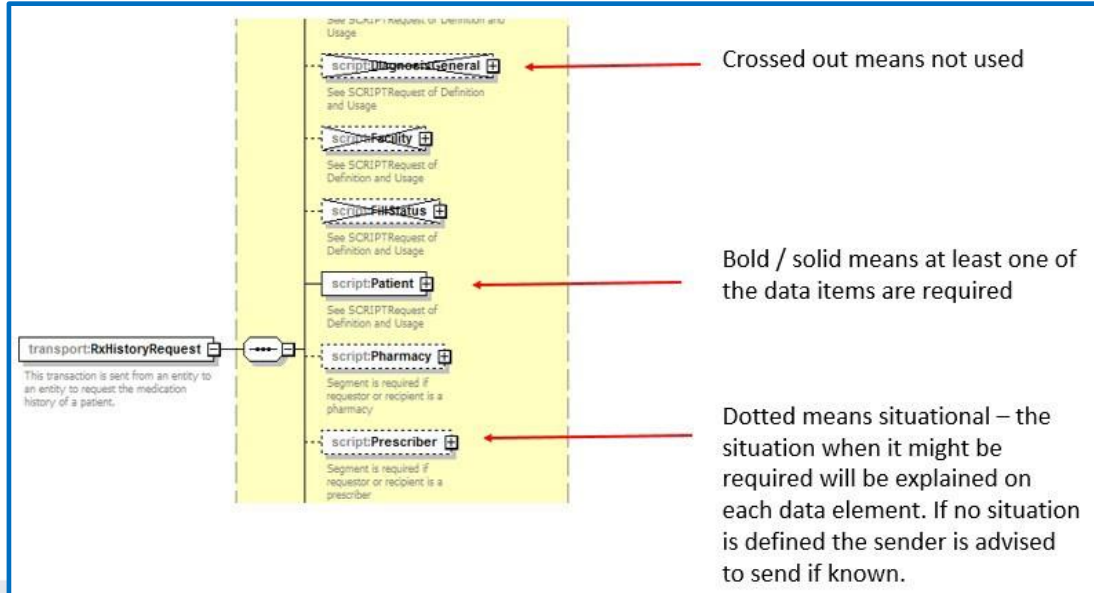 See SCRIPTRequest of Definition and
Usage
script:DiagnosisGeneral
See SCRIPTRequest of Definition
and Usage
script:Facility
See SCRIPTRequest of
Definition and Usage
script:FillStatus
See SCRIPTRequest of
Definition and Usage
script:Patient
See SCRIPTRequest of
Definition and Usage
transport:RxHistoryRequest
This transaction is sent from an entity to
an entity to request the medication
history of a patient.
script:Pharmacy
Segment is required if
requestor or recipient is a
pharmacy
script:Prescriber
Segment is required if
requestor or recipient is a
prescriber
Crossed out means not used
Bold / solid means at least one of
the data items are required
Dotted means situational – the
situation when it might be
required will be explained on
each data element. If no situation
is defined the sender is advised
to send if known.